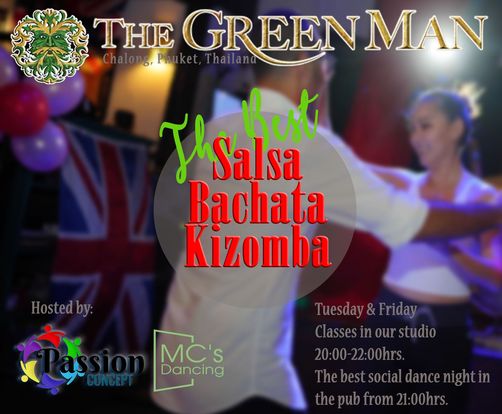 THE GREEN MAN
Chalong, Phuket, Thailand
The Best
Salsa
Bachata
Kizomba
Hosted by:
Passion
CONCEPT
MC's
Dancing
Tuesday & Friday
Classes in our studio
20:00-22:00hrs.
The best social dance night in
the pub from 21:00hrs.